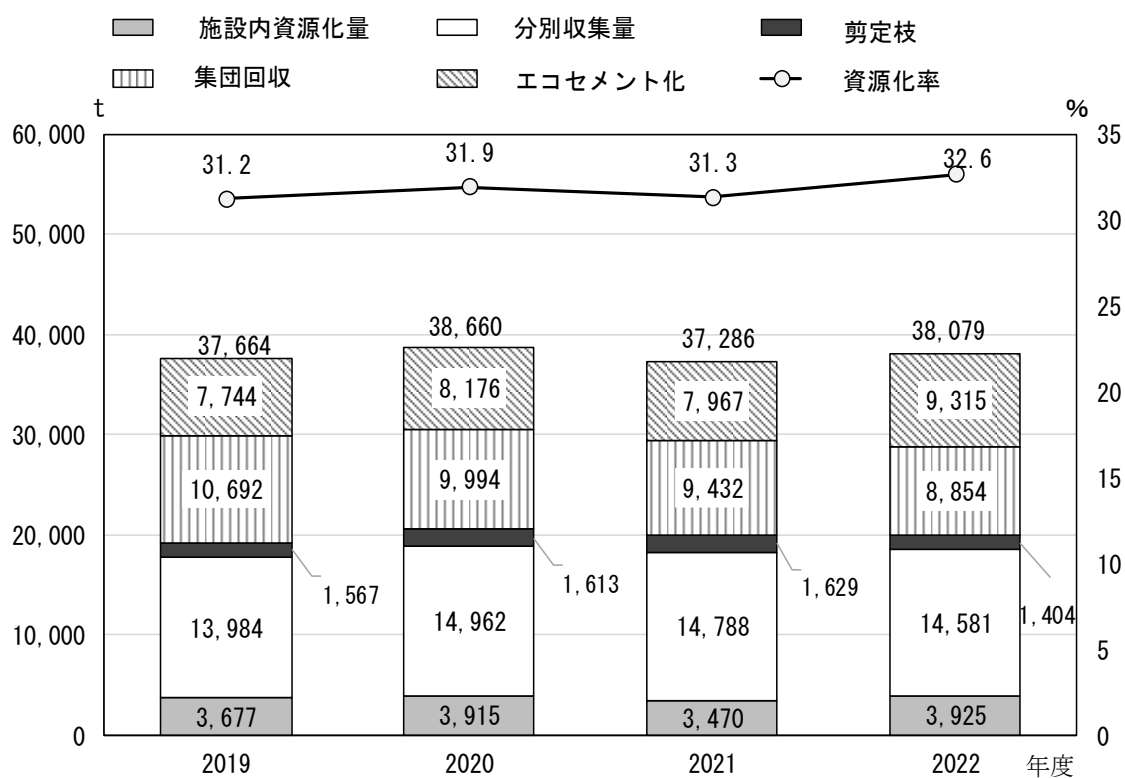 施設内資源化量 分別収集量 剪定枝
集団回収 エコセメント化 資源化率
t %
60,000 35
31.2 31.9 31.3 32.6
50,000 30
40,000 25
37,664 38,660 37,286 38,079
7,744 8,176 7,967 9,315
30,000 20
10,692 9,994 9,432 8,854
15
20,000
10
1,567 1,613 1,629 1,404
13,984 14,962 14,788 14,581
10,000
5
3,677 3,915 3,470 3,925
0 0
2019 2020 2021 2022 年度